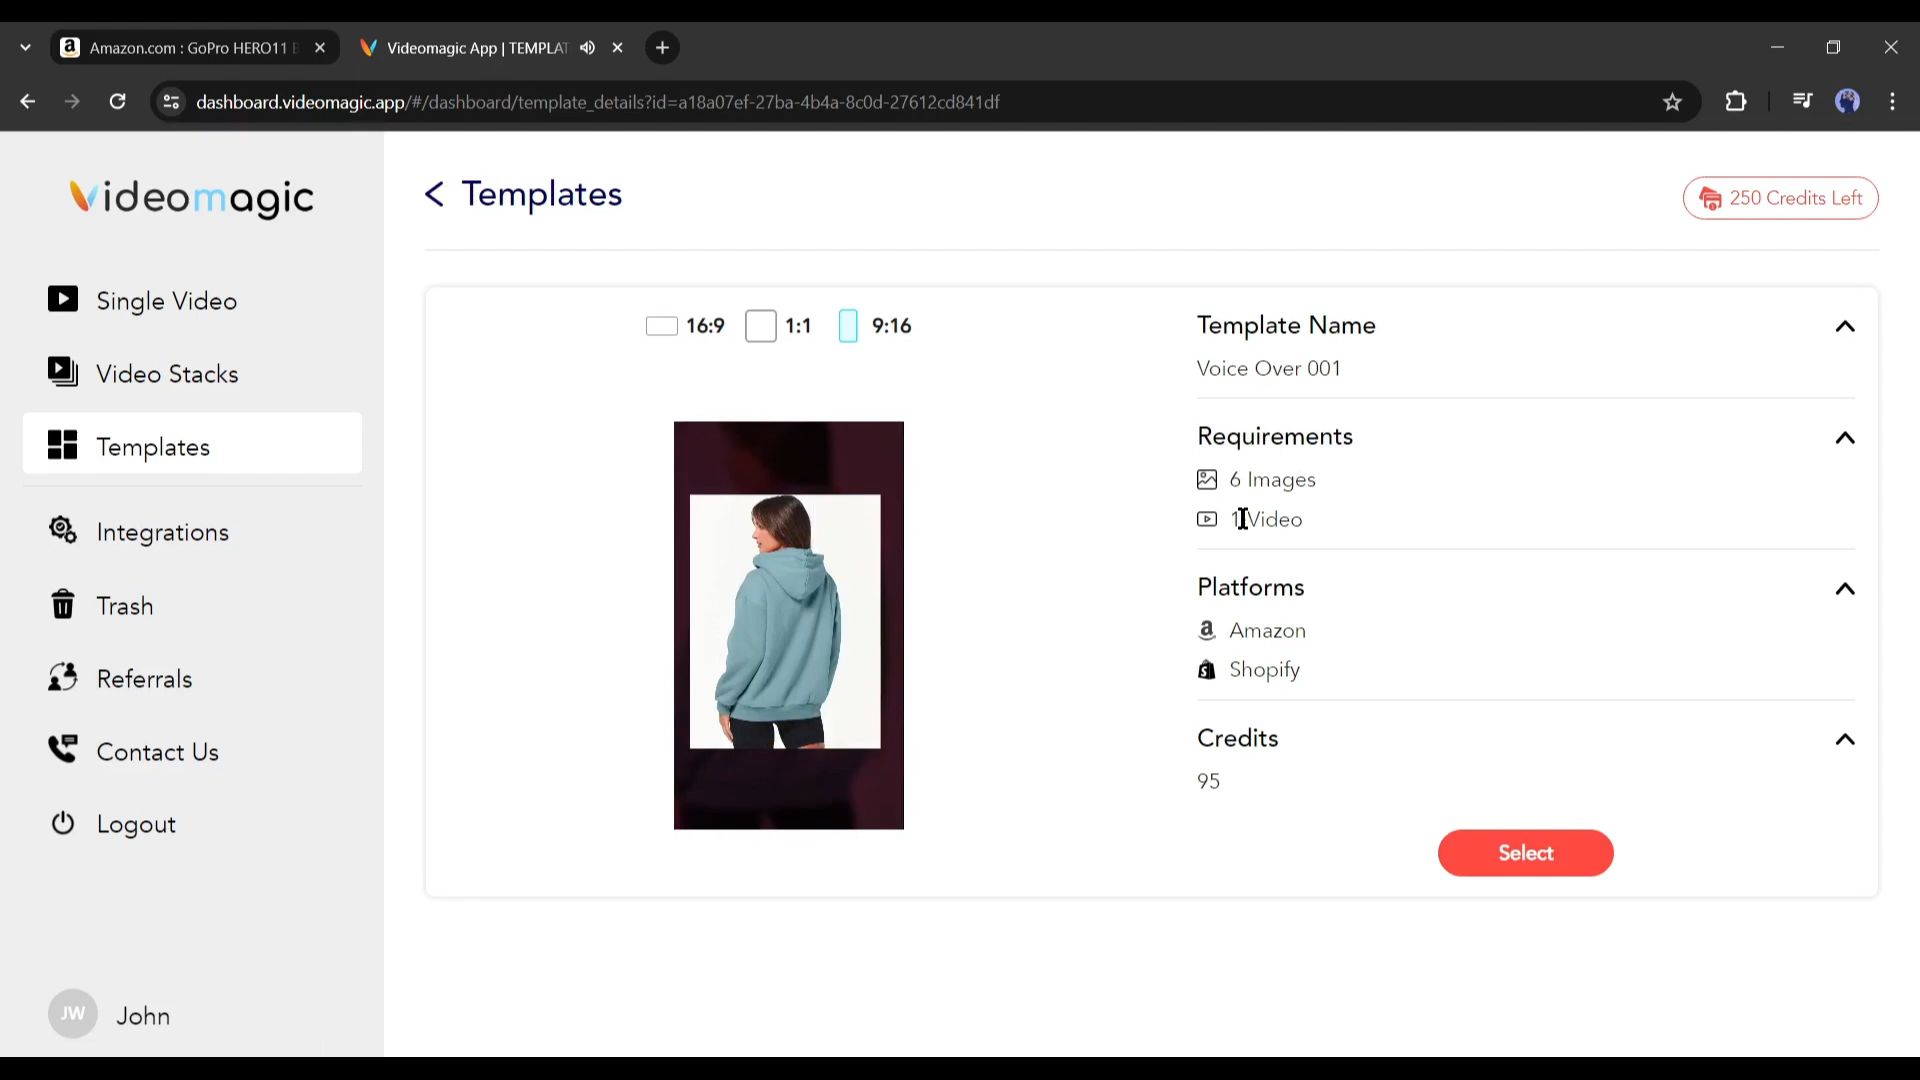 Amazon.com : GoPro HERO11
Videomagic App | TEMPLAT
dashboard.videomagic.app/#/dashboard/template_details?id=a18a07ef-27ba-4b4a-8c0d-27612cd841df
videomagic
Templates
250 Credits Left
Single Video
Video Stacks
Templates
Integrations
Trash
Referrals
Contact Us
Logout
JW John
16:9 1:1 9:16
Template Name
Voice Over 001
Requirements
6 Images
1 Video
Platforms
Amazon
Shopify
Credits
95
Select